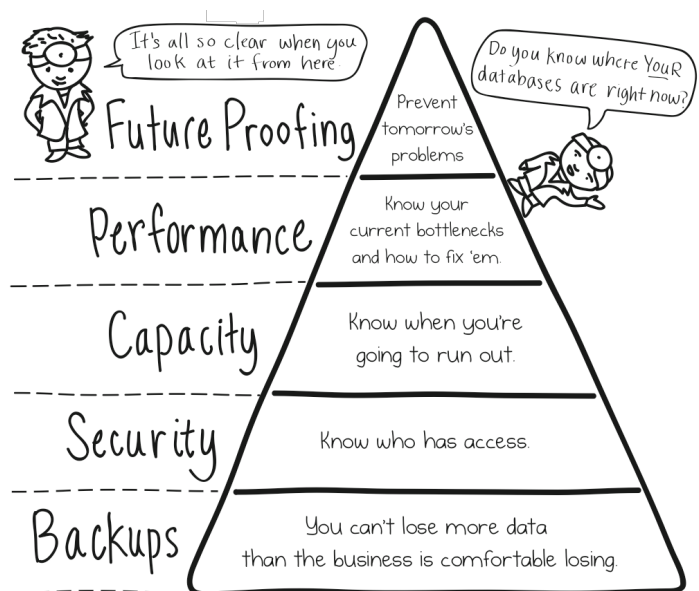 It's all so clear when you
look at it from here.
Do you know where YouR
databases are right now?
Future Proofing
Prevent
tomorrow's
problems
Performance
Know your
current bottlenecks
and how to fix 'em.
Capacity
Know when you're
going to run out.
Security
Know who has access.
Backups
You can't lose more data
than the business is comfortable losing.